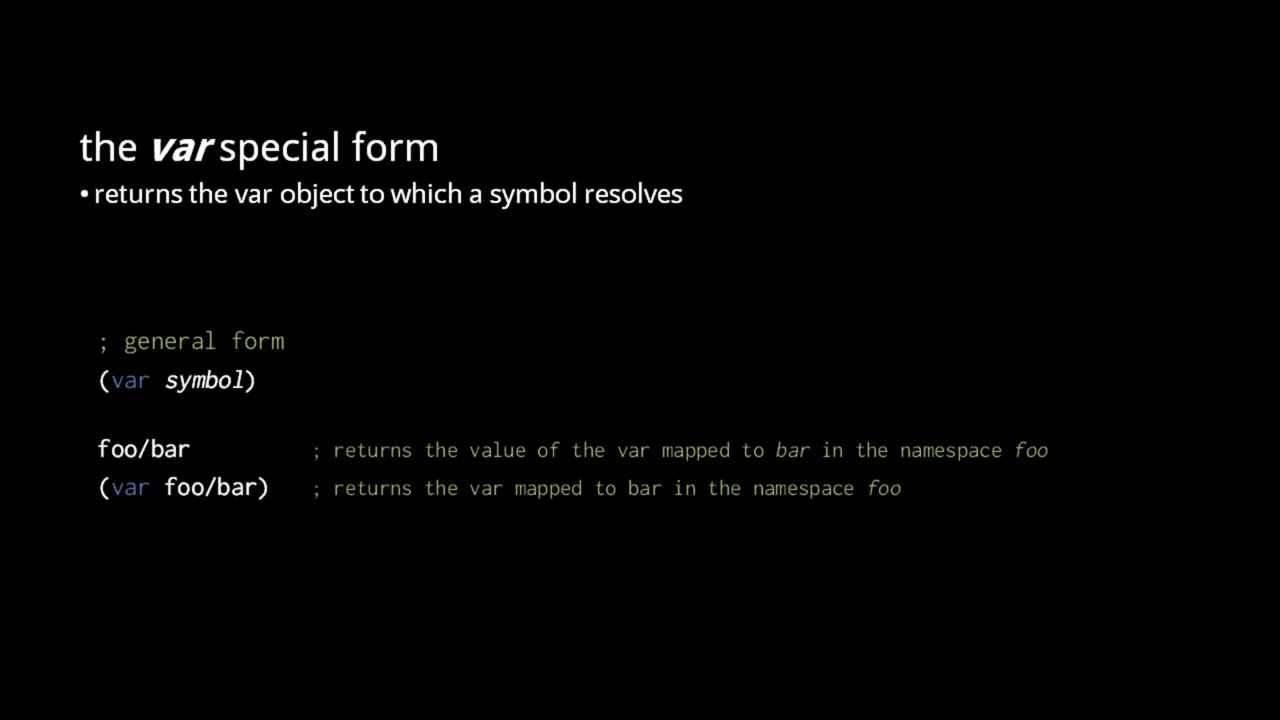 the var special form
• returns the var object to which a symbol resolves
; general form
(var symbol)
foo/bar ; returns the value of the var mapped to bar in the namespace foo
(var foo/bar) ; returns the var mapped to bar in the namespace foo